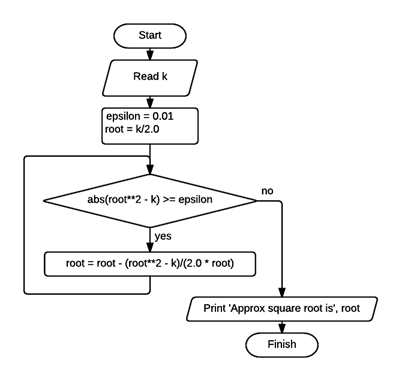 Start
Read k
epsilon = 0.01
root = k/2.0
abs(root**2 - k) >= epsilon
no
yes
root = root - (root**2 - k)/(2.0 * root)
Print 'Approx square root is', root
Finish